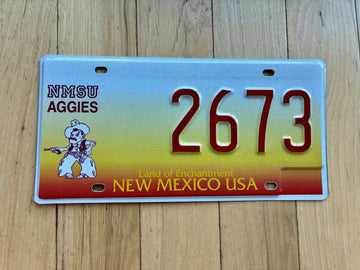 NMSU
AGGIES
2673
Land of Enchantment
NEW MEXICO USA